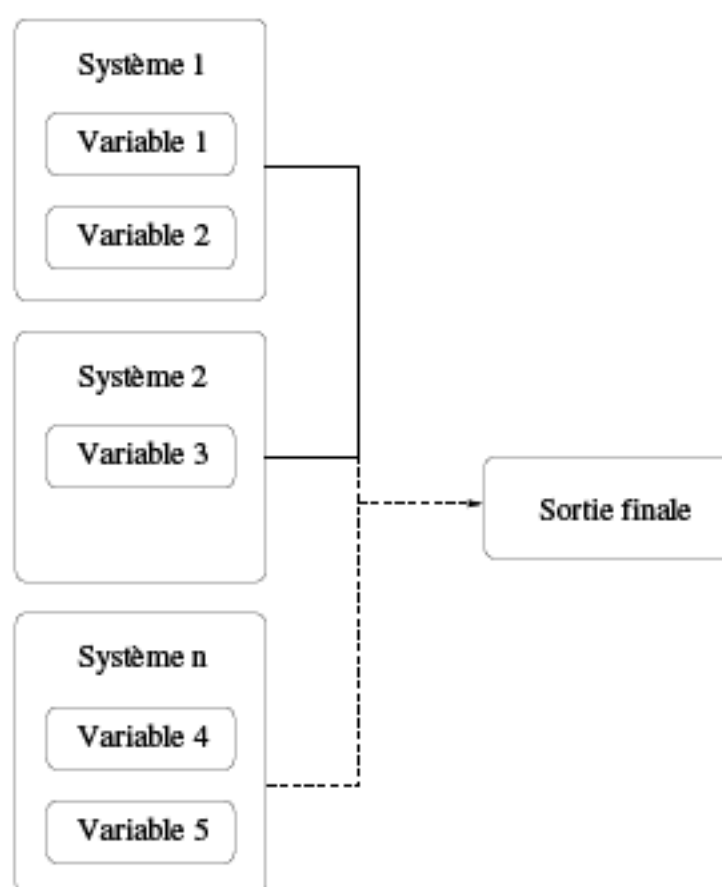 Système 1
Variable 1
Variable 2
Système 2
Variable 3
Sortie finale
Système n
Variable 4
Variable 5